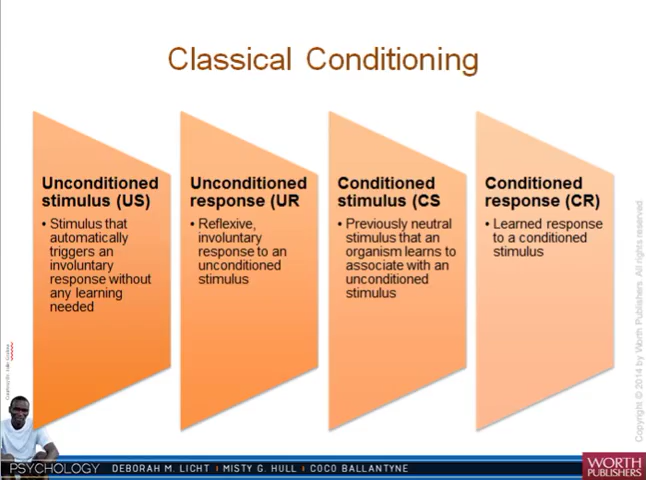 Classical Conditioning
Unconditioned
stimulus (US)
• Stimulus that
automatically
triggers an
involuntary
response without
any learning
needed
Unconditioned
response (UR
• Reflexive,
involuntary
response to an
unconditioned
stimulus
Conditioned
stimulus (CS
• Previously neutral
stimulus that an
organism learns to
associate with an
unconditioned
stimulus
Conditioned
response (CR)
• Learned response
to a conditioned
stimulus
Copyright © 2014 by Worth Publishers. All rights reserved
PSYCHOLOGY DEBORAH M. LICHT | MISTY G. HULL | COCO BALLANTYNE
WORTH
PUBLISHERS